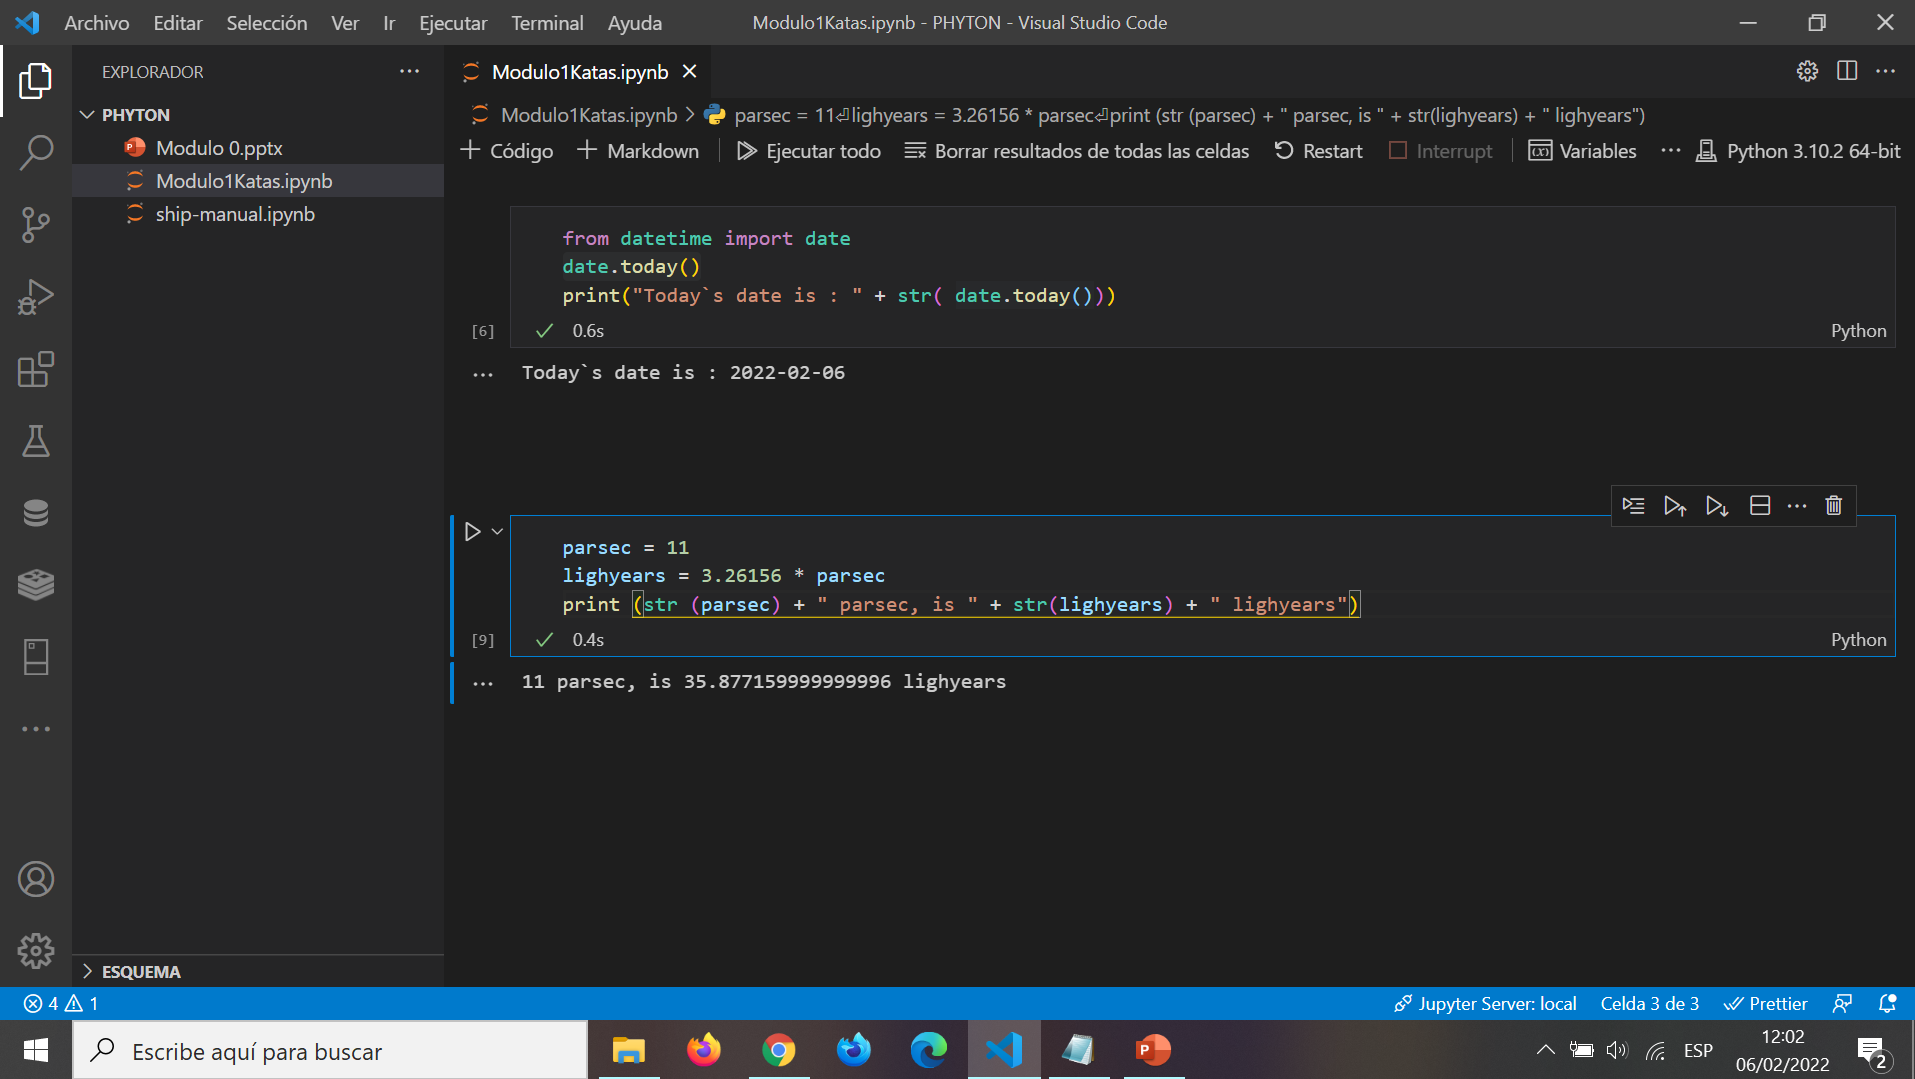 Archivo Editar Selección Ver Ir Ejecutar Terminal Ayuda Modulo1Katas.ipynb - PHYTON - Visual Studio Code
EXPLORADOR
PHYTON
Modulo 0.pptx
Modulo1Katas.ipynb
ship-manual.ipynb
ESQUEMA
Modulo1Katas.ipynb
Modulo1Katas.ipynb > parsec = 11⏎lighyears = 3.26156 * parsec⏎print (str (parsec) + " parsec, is " + str(lighyears) + " lighyears")
+ Código + Markdown Ejecutar todo Borrar resultados de todas las celdas Restart Interrupt Variables ... Python 3.10.2 64-bit
from datetime import date
date.today()
print("Today`s date is : " + str( date.today()))
[6] 0.6s Python
Today`s date is : 2022-02-06
parsec = 11
lighyears = 3.26156 * parsec
print (str (parsec) + " parsec, is " + str(lighyears) + " lighyears")
[9] 0.4s Python
11 parsec, is 35.877159999999996 lighyears
4 1 Jupyter Server: local Celda 3 de 3 Prettier
Escribe aquí para buscar
ESP
12:02
06/02/2022
2